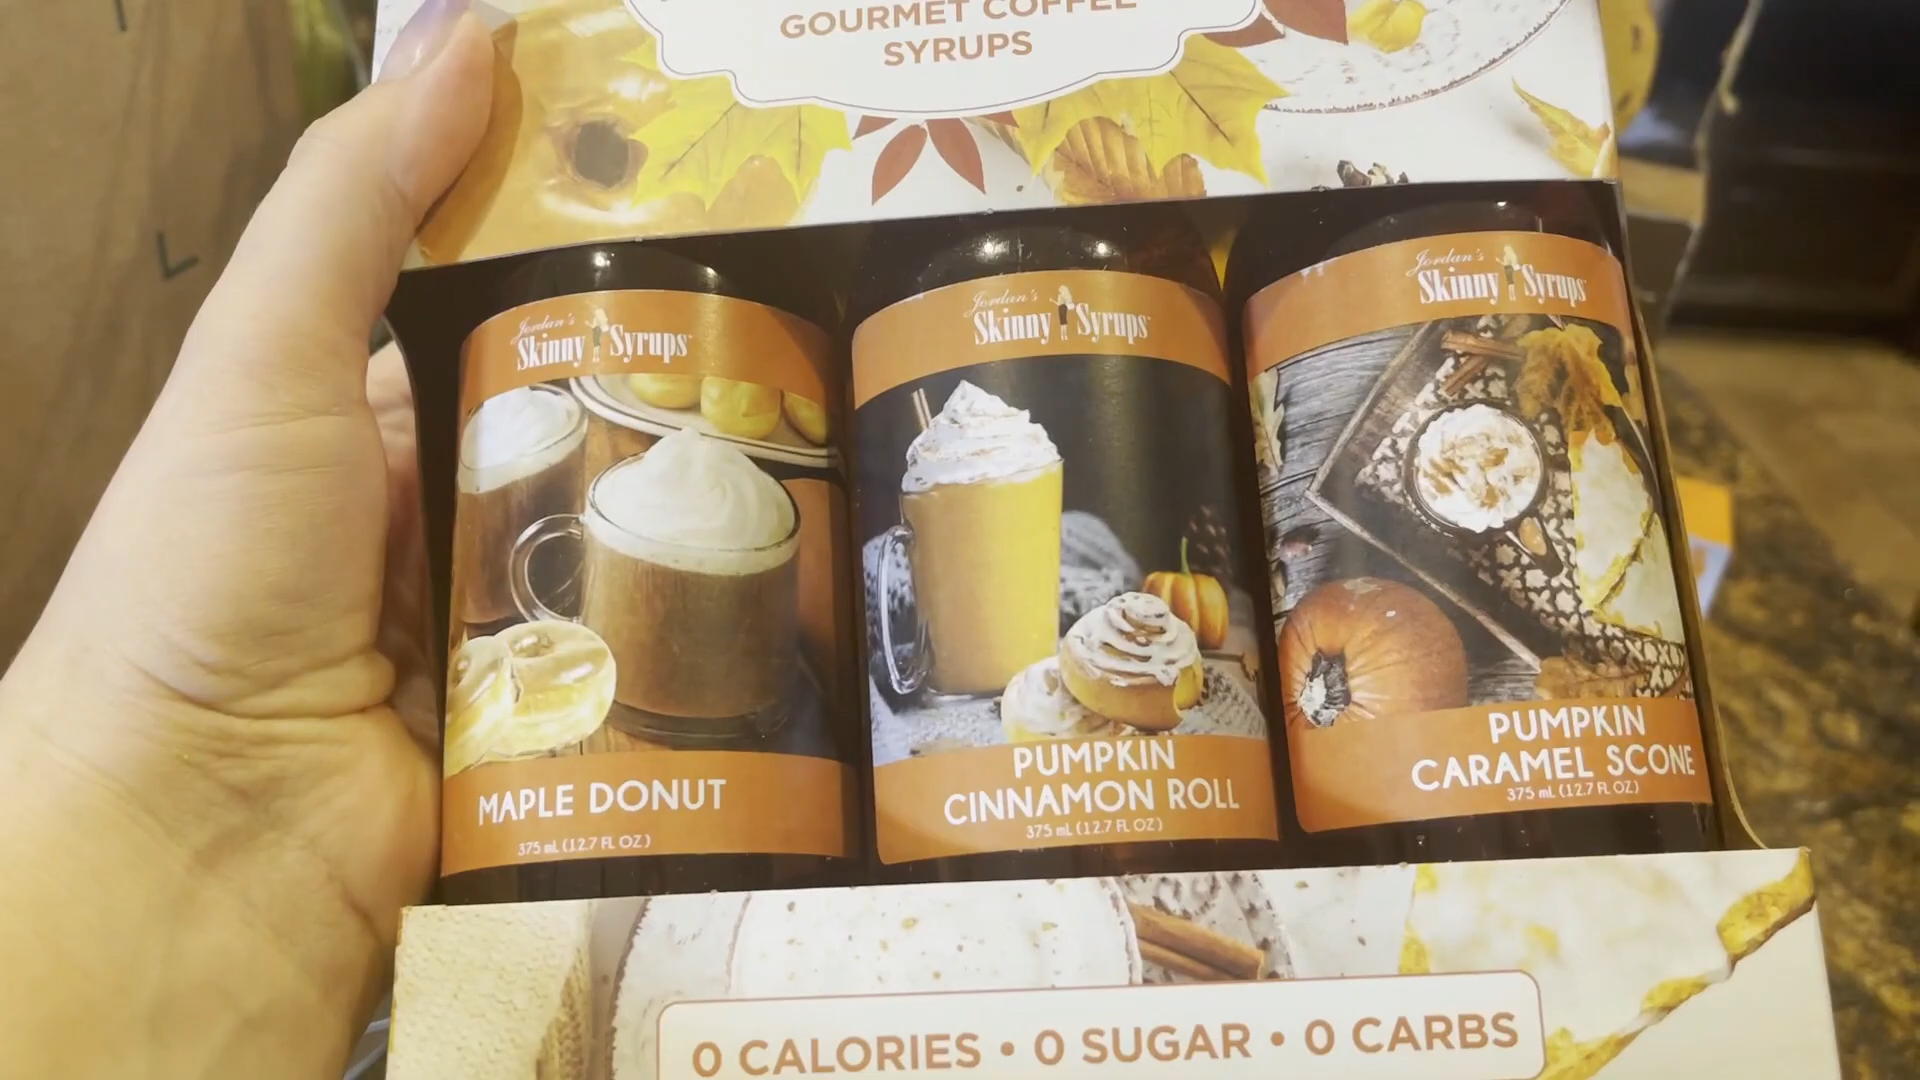 GOURMET COFFEE
SYRUPS
Jordan's
Skinny Syrups
MAPLE DONUT
375 mL (12.7 FL OZ)
Jordan's
Skinny Syrups
PUMPKIN
CINNAMON ROLL
375 mL (12.7 FL OZ)
Jordan's
Skinny Syrups
PUMPKIN
CARAMEL SCONE
375 mL (12.7 FL OZ)
0 CALORIES • 0 SUGAR • 0 CARBS